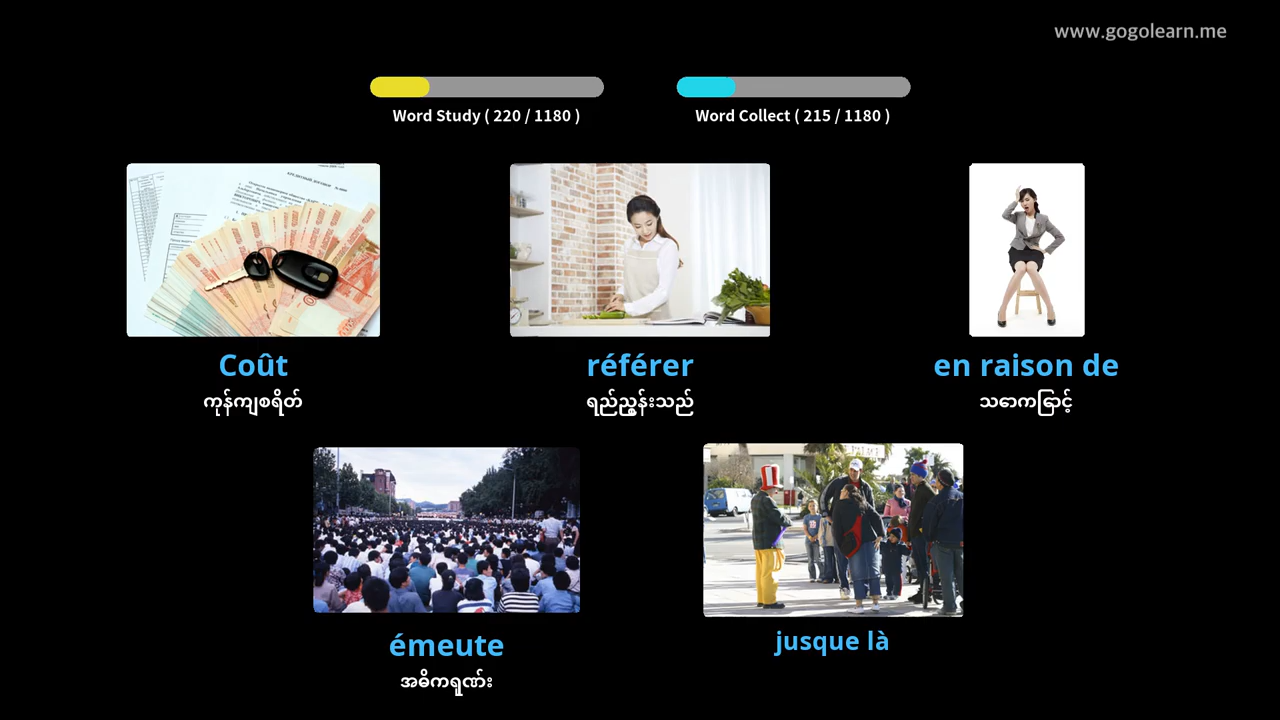 www.gogolearn.me
Word Study ( 220 / 1180 )
Word Collect ( 215 / 1180 )
Coût
ကုန်ကျစရိတ်
référer
ရည်ညွှန်းသည်
en raison de
သောကြောင့်
émeute
အဓိကရုဏ်း
jusque là